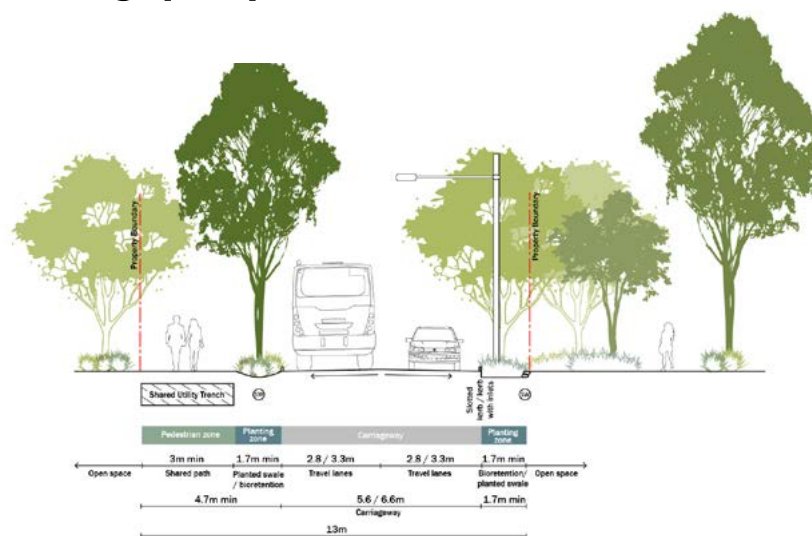 Property Boundary
Property Boundary
Shared Utility Trench
SW
Slotted
kerb / kerb
with inlets
Pedestrian zone
Planting
zone
Carriageway
Planting
zone
3m min
1.7m min
2.8 / 3.3m
2.8 / 3.3m
1.7m min
Open space
Shared path
Planted swale
/ bioretention
Travel lanes
Travel lanes
Bioretention/
planted swale
Open space
4.7m min
5.6 / 6.6m
1.7m min
Carriageway
13m